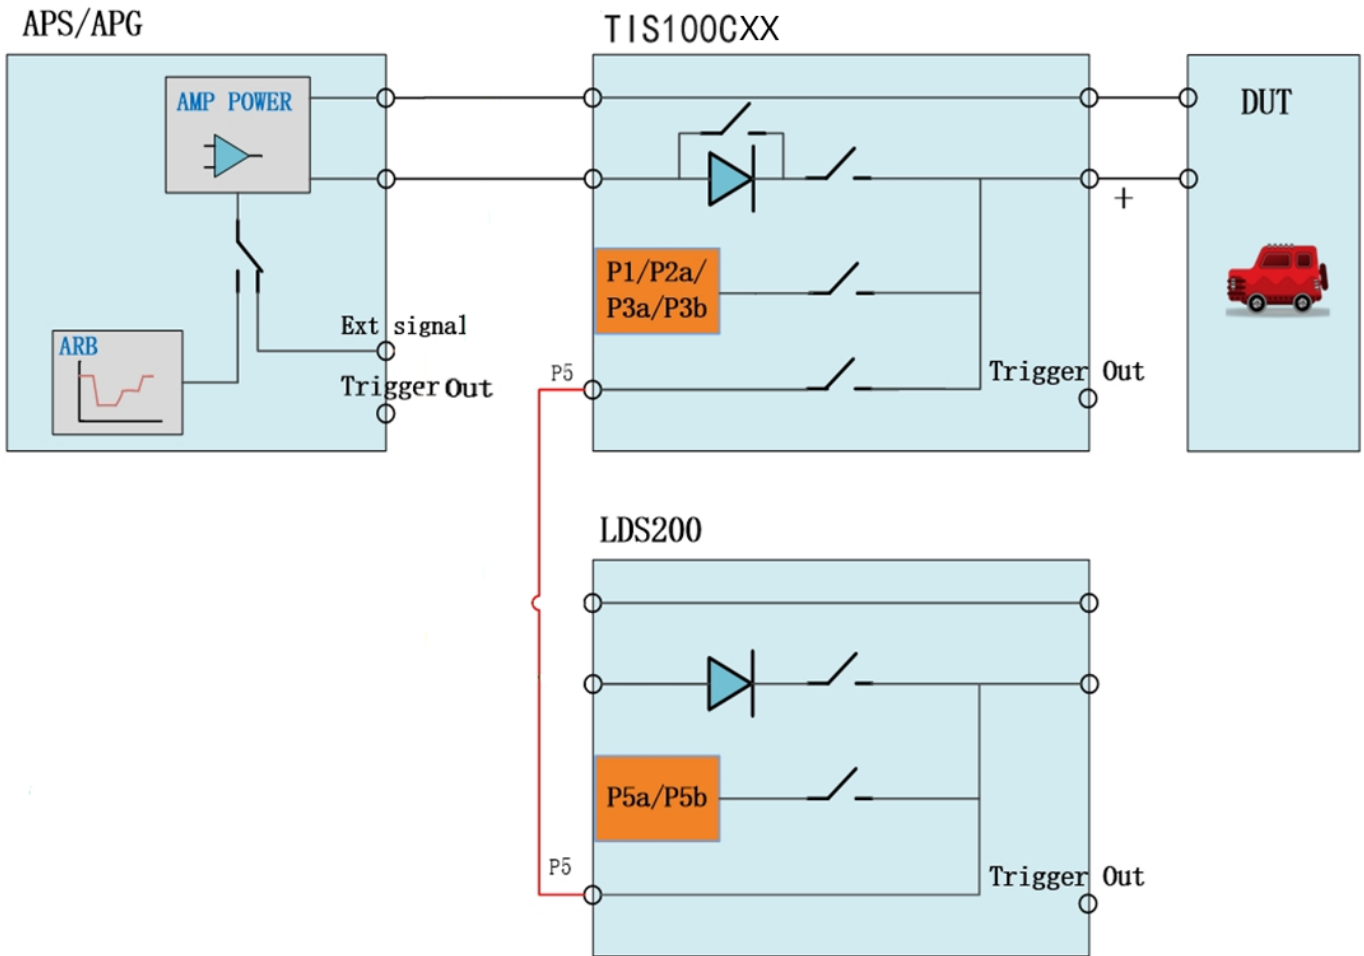 APS/APG
TIS100CXX
AMP POWER
DUT
+
P1/P2a/
P3a/P3b
Ext signal
ARB
P5
Trigger Out
Trigger Out
LDS200
P5a/P5b
P5
Trigger Out